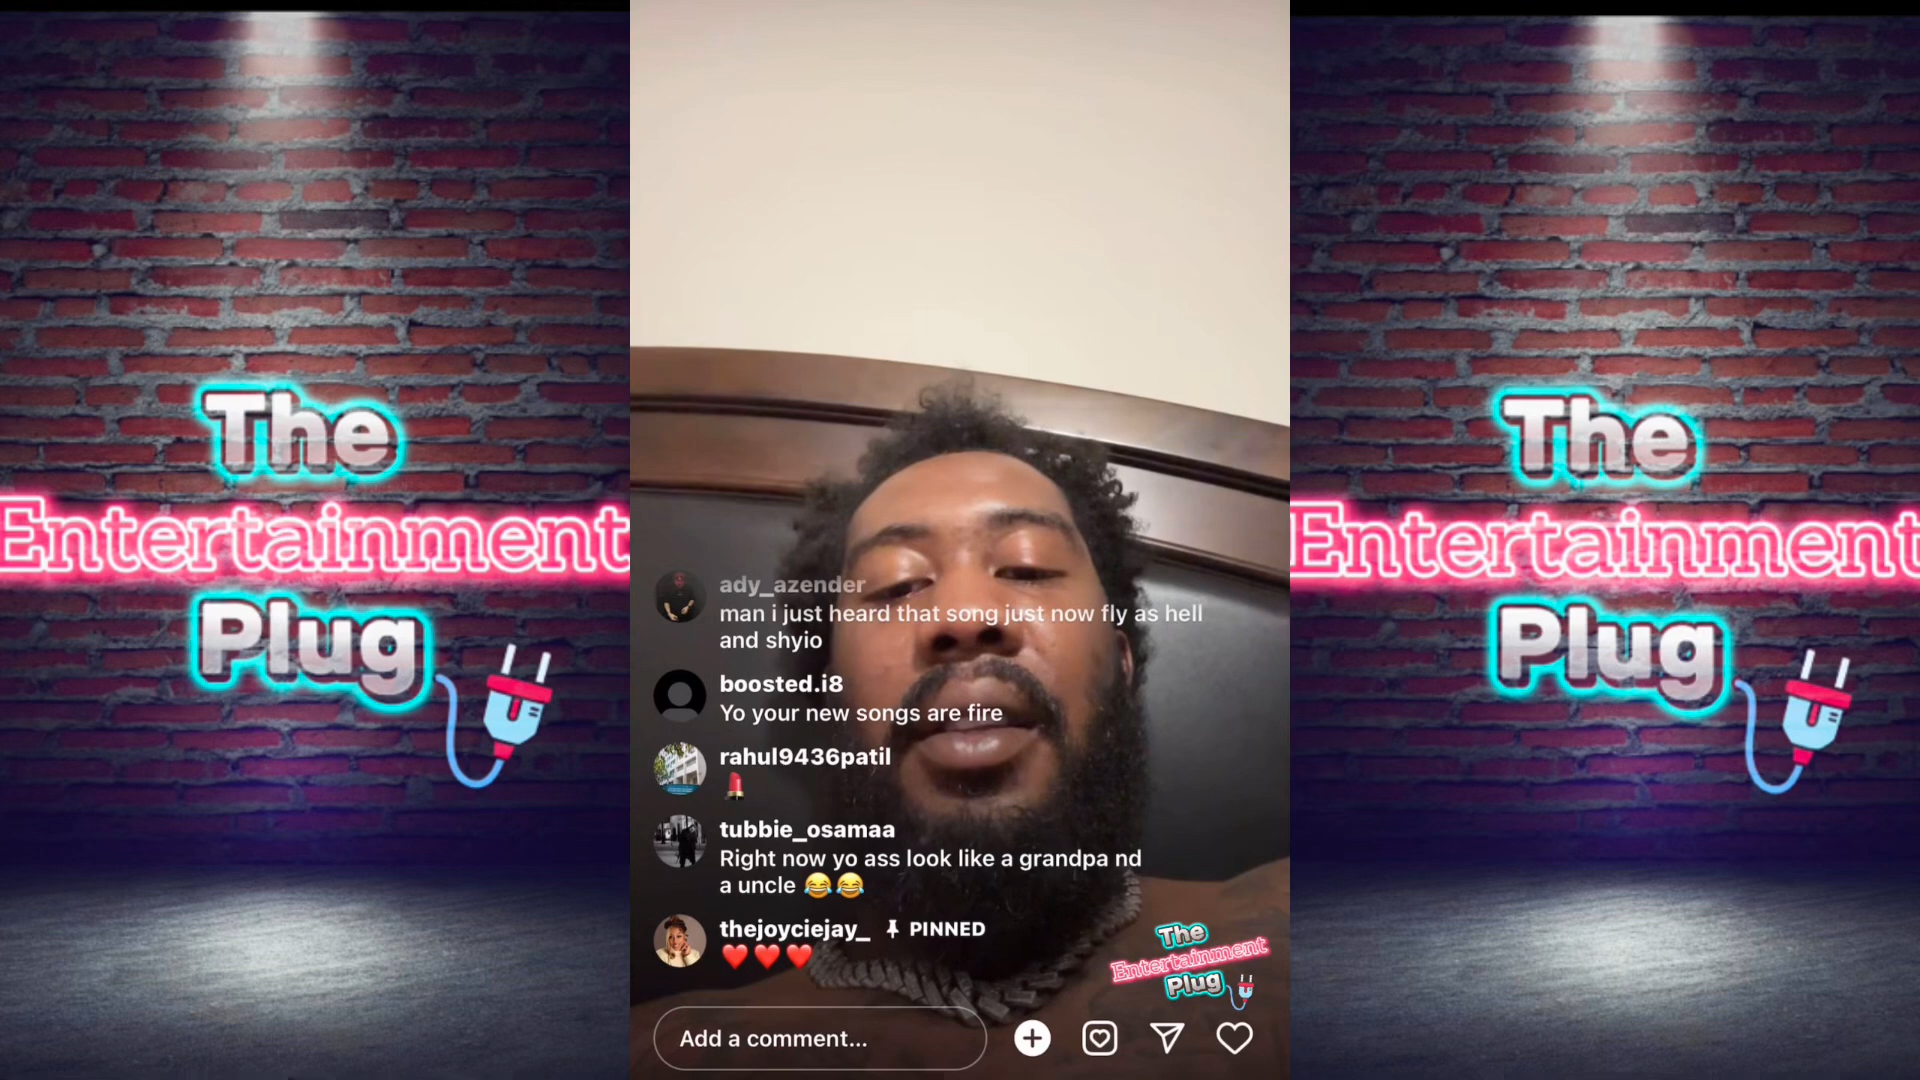 The
Entertainment
Plug
ady_azender
man i just heard that song just now fly as hell
and shyio
boosted.i8
Yo your new songs are fire
rahul9436patil
tubbie_osamaa
Right now yo ass look like a grandpa nd
a uncle 😂😂
thejoyciejay_ PINNED
❤️❤️❤️
Add a comment...
The
Entertainment
Plug
The
Entertainment
Plug